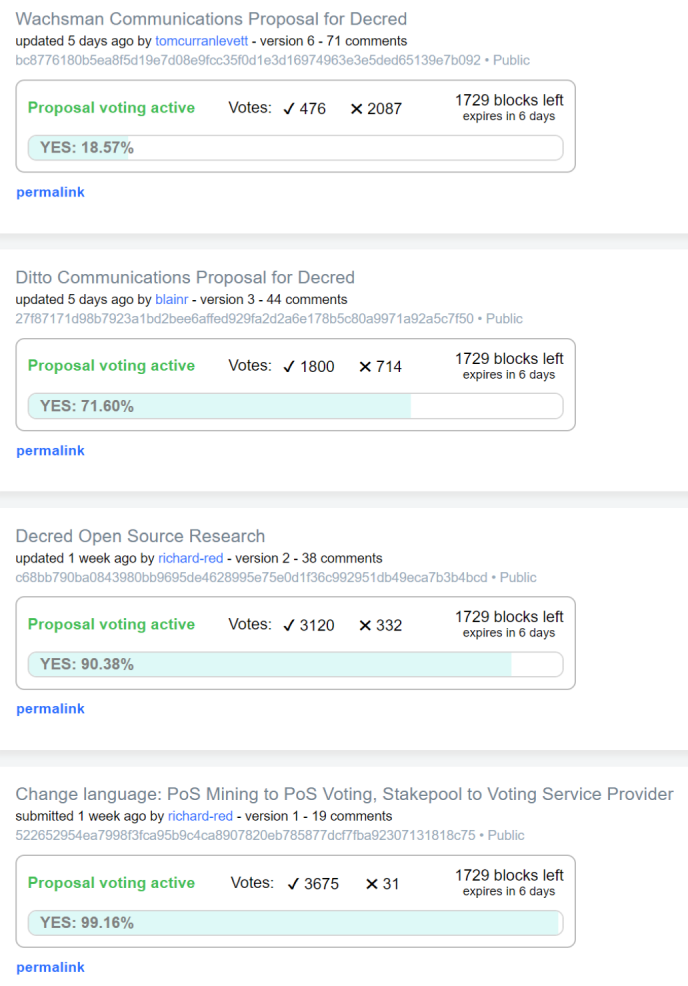 Wachsman Communications Proposal for Decred
updated 5 days ago by tomcurranlevett - version 6 - 71 comments
bc8776180b5ea8f5d19e7d08e9fcc35f0d1e3d16974963e3e5ded65139e7b092 • Public
Proposal voting active Votes: ✓ 476 ✕ 2087 1729 blocks left
expires in 6 days
YES: 18.57%
permalink
Ditto Communications Proposal for Decred
updated 5 days ago by blainr - version 3 - 44 comments
27f87171d98b7923a1bd2bee6affed929fa2d2a6e178b5c80a9971a92a5c7f50 • Public
Proposal voting active Votes: ✓ 1800 ✕ 714 1729 blocks left
expires in 6 days
YES: 71.60%
permalink
Decred Open Source Research
updated 1 week ago by richard-red - version 2 - 38 comments
c68bb790ba0843980bb9695de4628995e75e0d1f36c992951db49eca7b3b4bcd • Public
Proposal voting active Votes: ✓ 3120 ✕ 332 1729 blocks left
expires in 6 days
YES: 90.38%
permalink
Change language: PoS Mining to PoS Voting, Stakepool to Voting Service Provider
submitted 1 week ago by richard-red - version 1 - 19 comments
522652954ea7998f3fca95b9c4ca8907820eb785877dcf7fba92307131818c75 • Public
Proposal voting active Votes: ✓ 3675 ✕ 31 1729 blocks left
expires in 6 days
YES: 99.16%
permalink